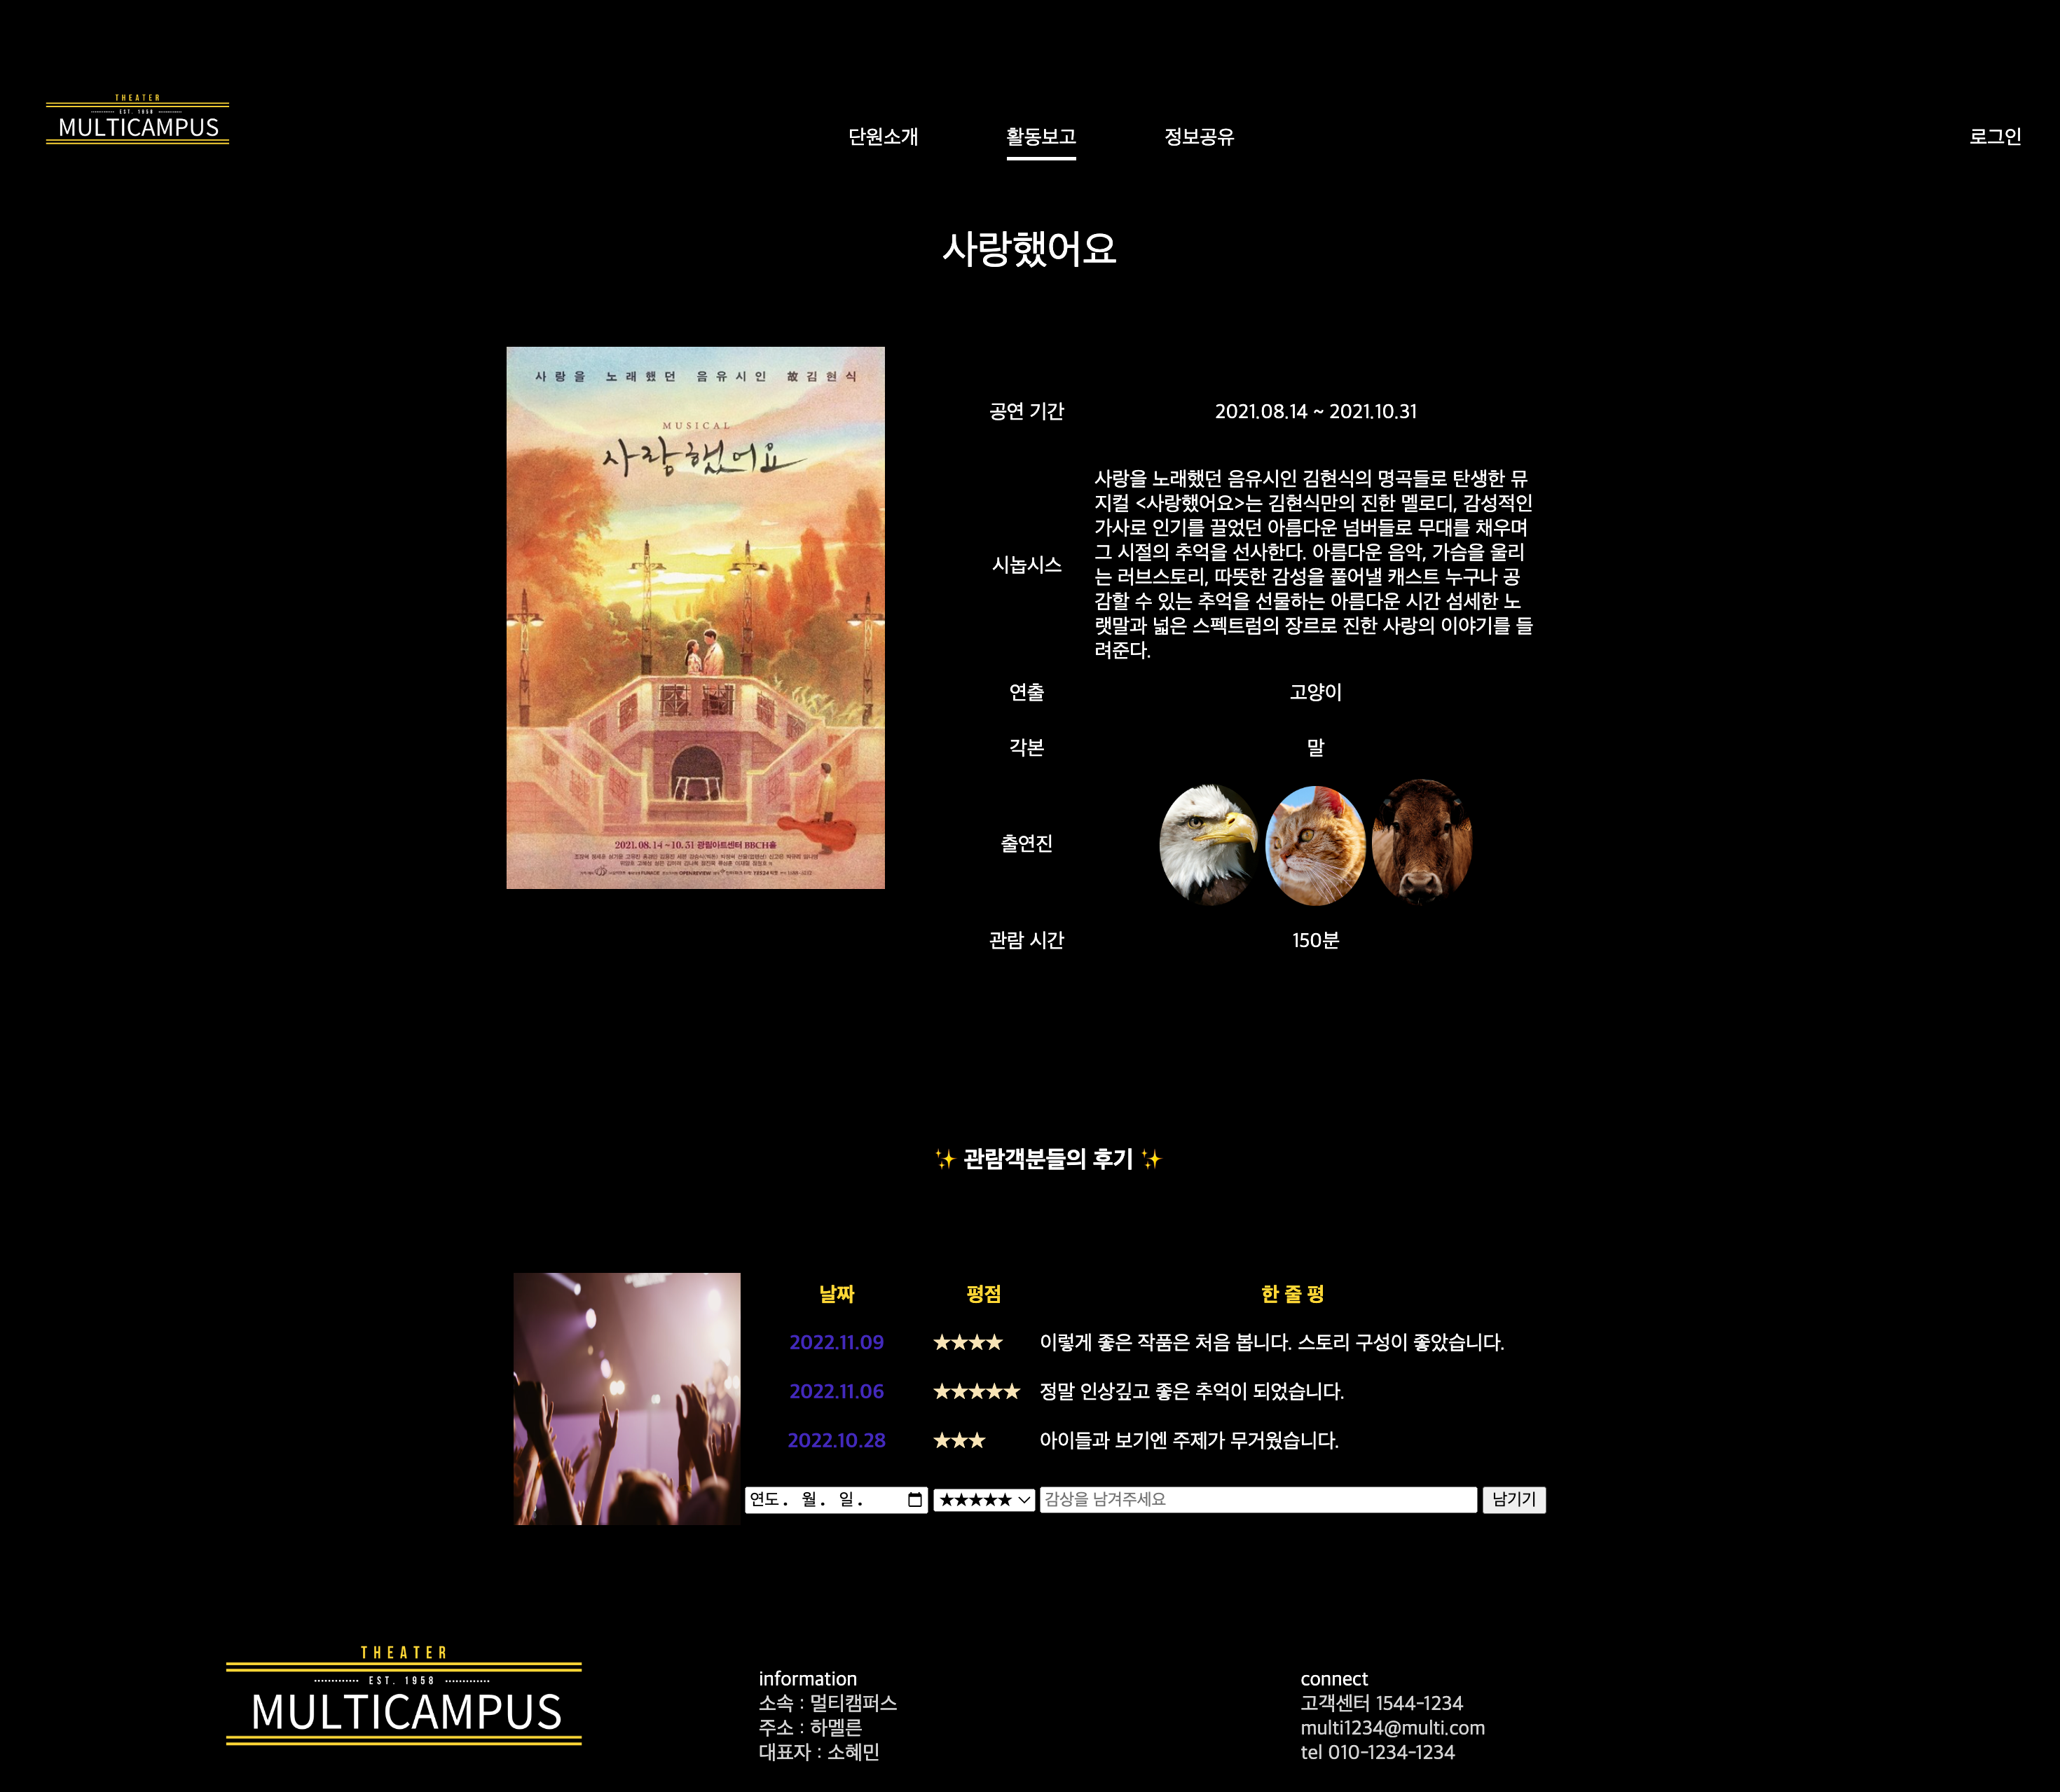 THEATER
EST. 1958
MULTICAMPUS
단원소개 활동보고 정보공유 로그인
사랑했어요
사랑을 노래했던 음유시인 故김현식
MUSICAL
사랑했어요
2021.08.14 ~10.31 광림아트센터 BBCH홀
공연 기간 2021.08.14 ~ 2021.10.31
시놉시스
사랑을 노래했던 음유시인 김현식의 명곡들로 탄생한 뮤
지컬 <사랑했어요>는 김현식만의 진한 멜로디, 감성적인
가사로 인기를 끌었던 아름다운 넘버들로 무대를 채우며
그 시절의 추억을 선사한다. 아름다운 음악, 가슴을 울리
는 러브스토리, 따뜻한 감성을 풀어낼 캐스트 누구나 공
감할 수 있는 추억을 선물하는 아름다운 시간 섬세한 노
랫말과 넓은 스펙트럼의 장르로 진한 사랑의 이야기를 들
려준다.
연출 고양이
각본 말
출연진
관람 시간 150분
✨ 관람객분들의 후기 ✨
날짜 평점 한 줄 평
2022.11.09 ★★★★ 이렇게 좋은 작품은 처음 봅니다. 스토리 구성이 좋았습니다.
2022.11.06 ★★★★★ 정말 인상깊고 좋은 추억이 되었습니다.
2022.10.28 ★★★ 아이들과 보기엔 주제가 무거웠습니다.
연도. 월. 일. ★★★★★ 감상을 남겨주세요 남기기
THEATER
EST. 1958
MULTICAMPUS
information
소속 : 멀티캠퍼스
주소 : 하멜른
대표자 : 소혜민
connect
고객센터 1544-1234
multi1234@multi.com
tel 010-1234-1234